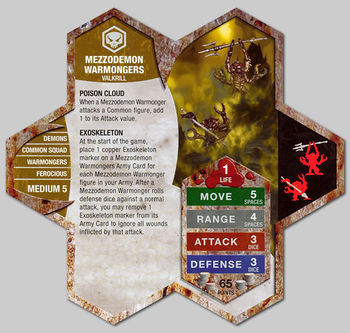 MEZZODEMON
WARMONGERS
VALKRILL
POISON CLOUD
When a Mezzodemon Warmonger
attacks a Common figure, add
1 to its Attack value.
EXOSKELETON
At the start of the game,
place 1 copper Exoskeleton
marker on a Mezzodemon
Warmongers Army Card for
each Mezzodemon Warmonger
figure in your Army. After a
Mezzodemon Warmongers
rolls defense dice against a normal
attack, you may remove 1
Exoskeleton marker from its
Army Card to ignore all wounds
inflicted by that attack.
DEMONS
COMMON SQUAD
WARMONGERS
FEROCIOUS
MEDIUM 5
1
LIFE
MOVE 5
SPACES
RANGE 4
SPACES
ATTACK 3
DICE
DEFENSE 3
DICE
65
POINTS